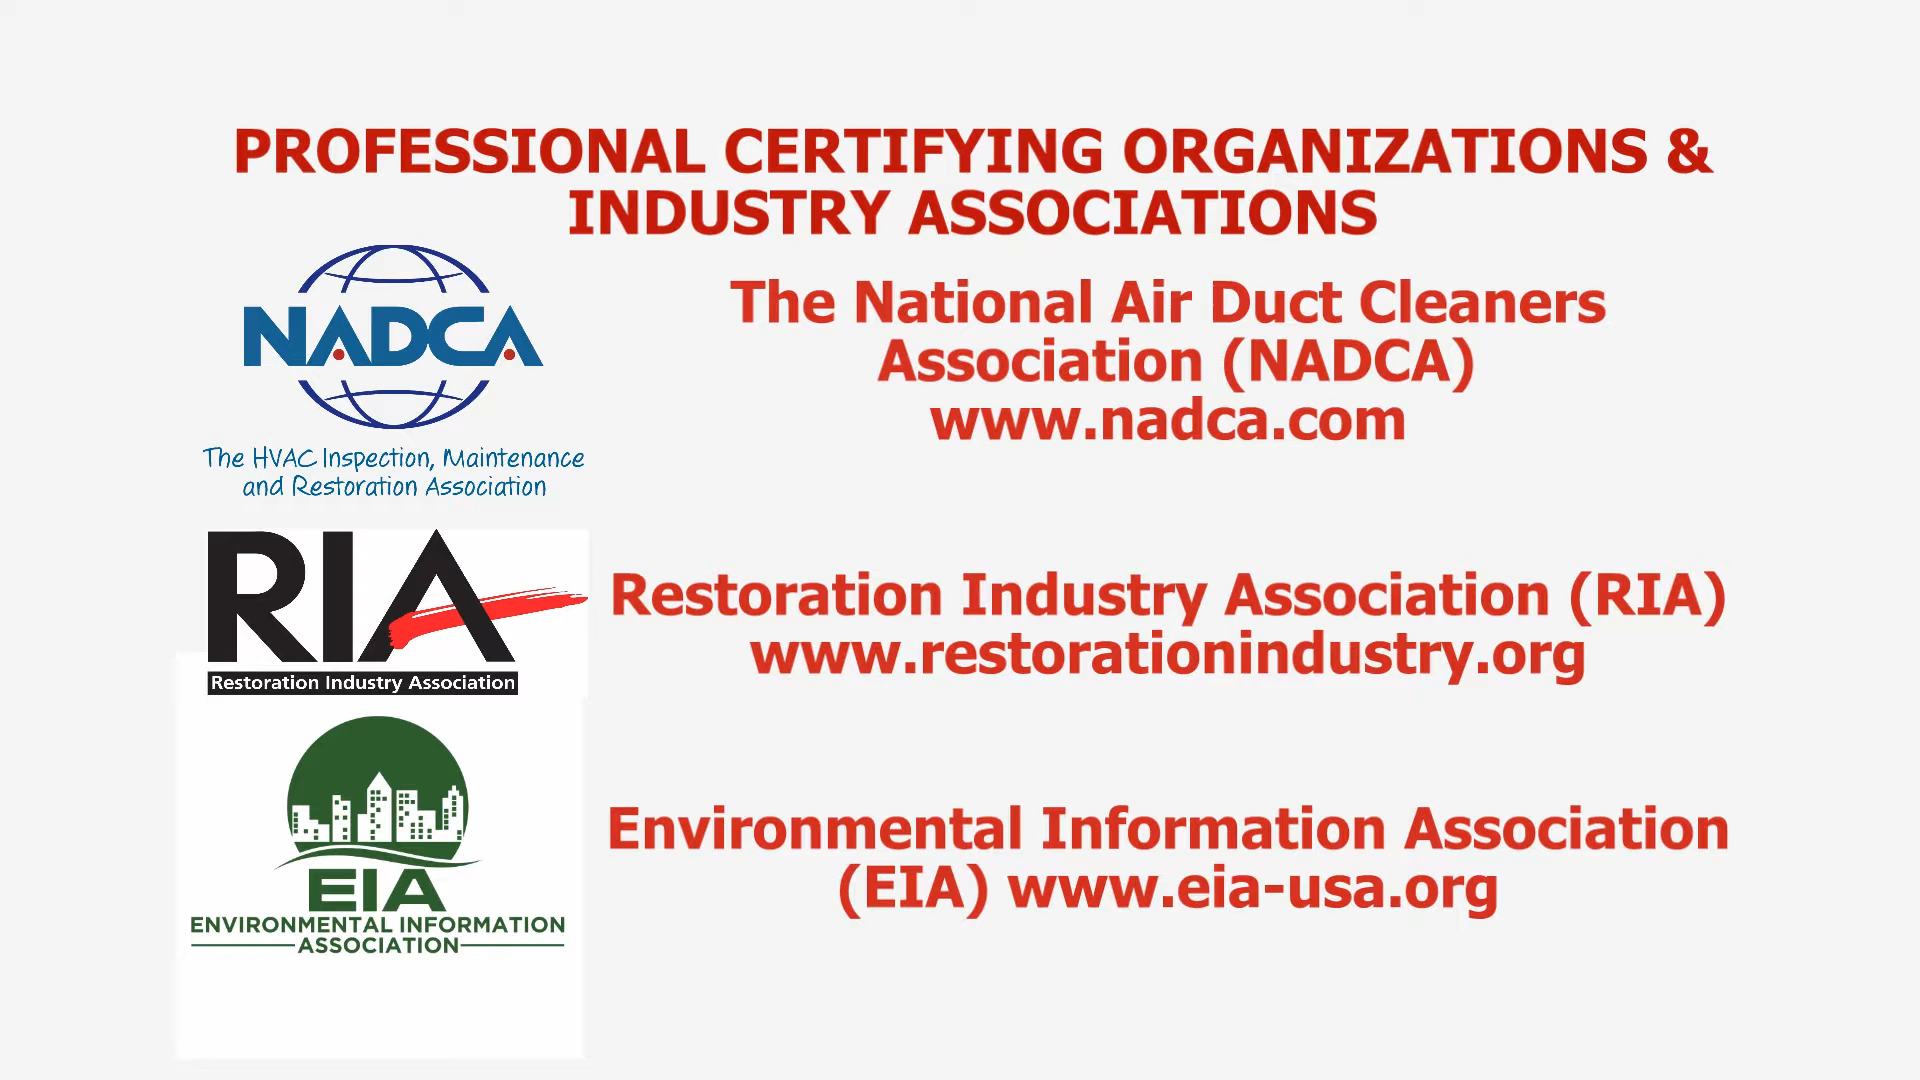 PROFESSIONAL CERTIFYING ORGANIZATIONS &
INDUSTRY ASSOCIATIONS
NADCA
The HVAC Inspection, Maintenance
and Restoration Association
The National Air Duct Cleaners
Association (NADCA)
www.nadca.com
RIA
Restoration Industry Association
Restoration Industry Association (RIA)
www.restorationindustry.org
EIA
ENVIRONMENTAL INFORMATION
ASSOCIATION
Environmental Information Association
(EIA) www.eia-usa.org